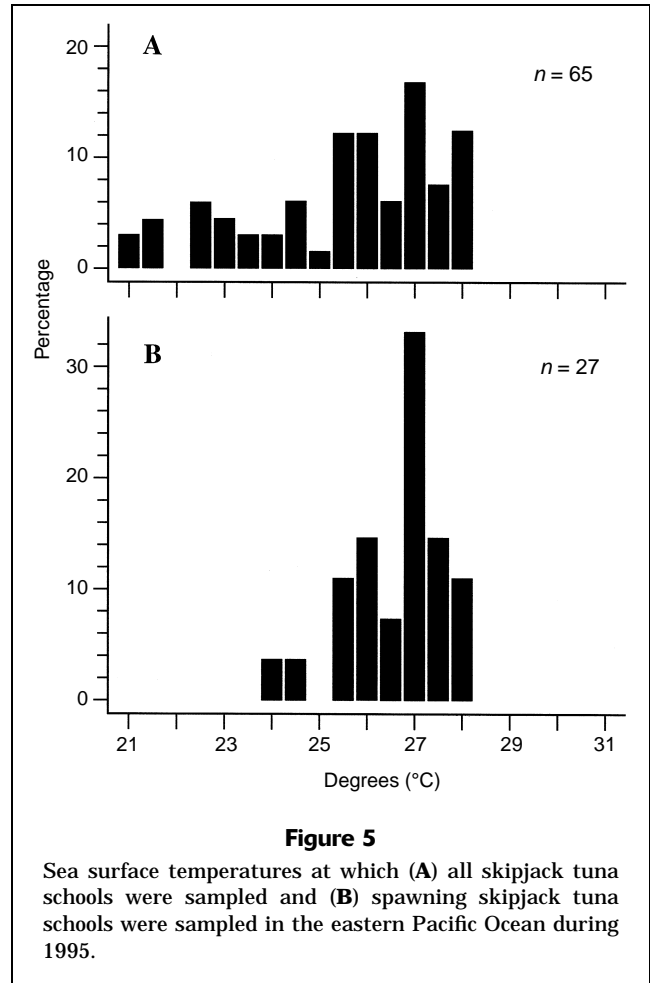 A
n = 65
20
10
0
Percentage
B
n = 27
30
20
10
0
21 23 25 27 29 31
Degrees (°C)
Figure 5
Sea surface temperatures at which (A) all skipjack tuna
schools were sampled and (B) spawning skipjack tuna
schools were sampled in the eastern Pacific Ocean during
1995.